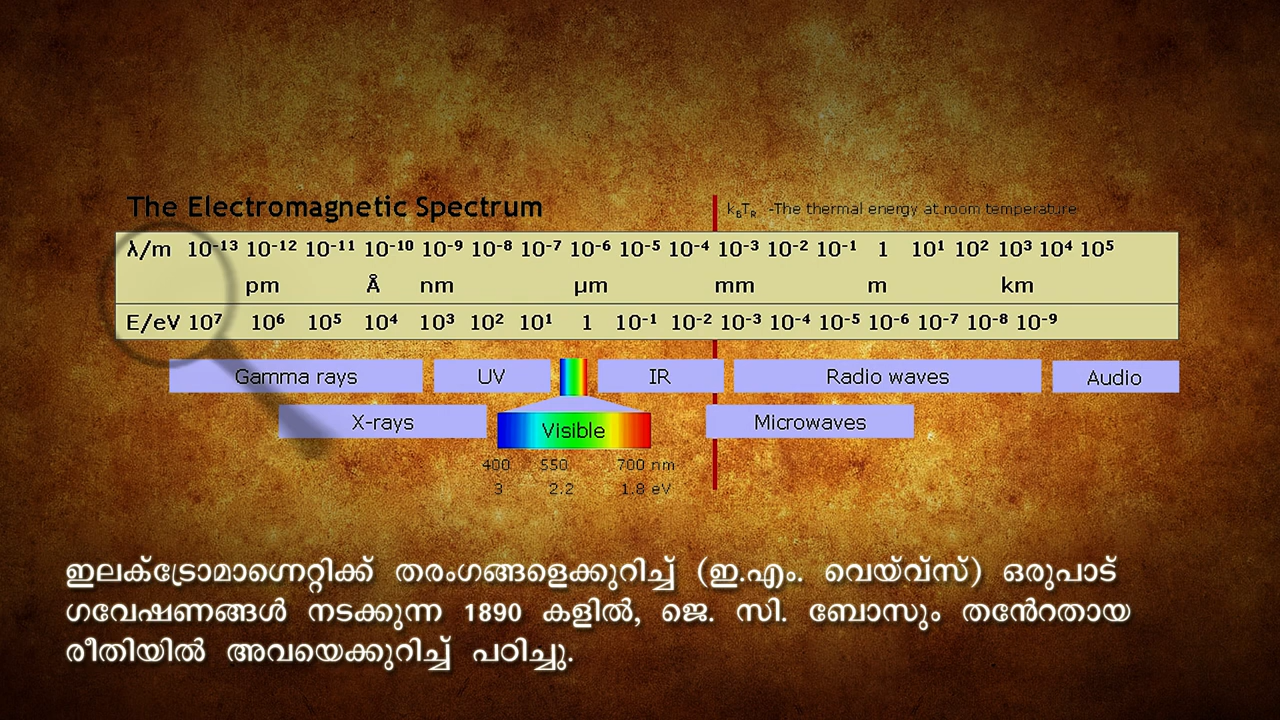 The Electromagnetic Spectrum
k_BT_R -The thermal energy at room temperature
λ/m 10⁻¹³ 10⁻¹² 10⁻¹¹ 10⁻¹⁰ 10⁻⁹ 10⁻⁸ 10⁻⁷ 10⁻⁶ 10⁻⁵ 10⁻⁴ 10⁻³ 10⁻² 10⁻¹ 1 10¹ 10² 10³ 10⁴ 10⁵
pm Å nm μm mm m km
E/eV 10⁷ 10⁶ 10⁵ 10⁴ 10³ 10² 10¹ 1 10⁻¹ 10⁻² 10⁻³ 10⁻⁴ 10⁻⁵ 10⁻⁶ 10⁻⁷ 10⁻⁸ 10⁻⁹
Gamma rays UV IR Radio waves Audio
X-rays Visible Microwaves
400 550 700 nm
3 2.2 1.8 eV
ഇലക്ട്രോമാഗ്നെറ്റിക്ക് തരംഗങ്ങളെക്കുറിച്ച് (ഇ.എം. വെയ്‌വ്സ്) ഒരുപാട്
ഗവേഷണങ്ങൾ നടക്കുന്ന 1890 കളിൽ, ജെ. സി. ബോസും തൻേറതായ
രീതിയിൽ അവയെക്കുറിച്ച് പഠിച്ചു.